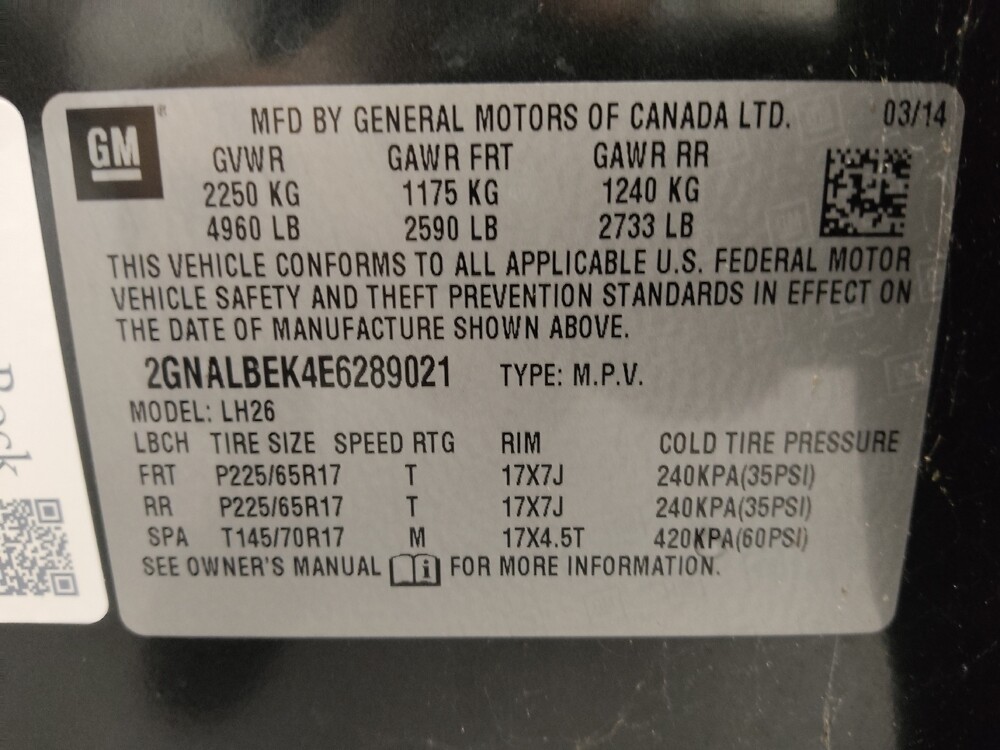 GM
MFD BY GENERAL MOTORS OF CANADA LTD. 03/14
GVWR GAWR FRT GAWR RR
2250 KG 1175 KG 1240 KG
4960 LB 2590 LB 2733 LB
THIS VEHICLE CONFORMS TO ALL APPLICABLE U.S. FEDERAL MOTOR
VEHICLE SAFETY AND THEFT PREVENTION STANDARDS IN EFFECT ON
THE DATE OF MANUFACTURE SHOWN ABOVE.
2GNALBEK4E6289021 TYPE: M.P.V.
MODEL: LH26
LBCH TIRE SIZE SPEED RTG RIM COLD TIRE PRESSURE
FRT P225/65R17 T 17X7J 240KPA(35PSI)
RR P225/65R17 T 17X7J 240KPA(35PSI)
SPA T145/70R17 M 17X4.5T 420KPA(60PSI)
SEE OWNER'S MANUAL i FOR MORE INFORMATION.